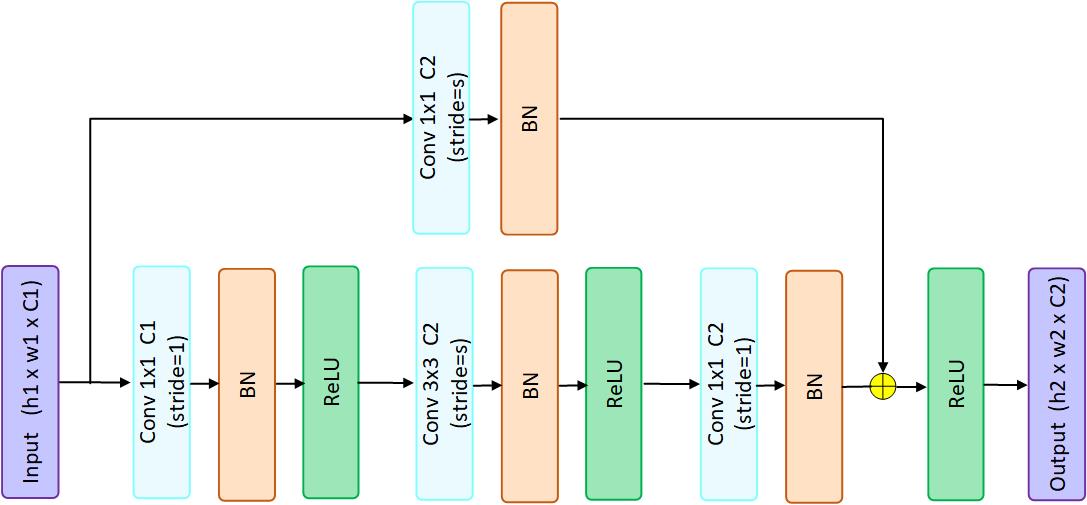 Conv 1x1 C2
(stride=s)
BN
Input (h1 x w1 x C1)
Conv 1x1 C1
(stride=1)
BN
ReLU
Conv 3x3 C2
(stride=s)
BN
ReLU
Conv 1x1 C2
(stride=1)
BN
ReLU
Output (h2 x w2 x C2)